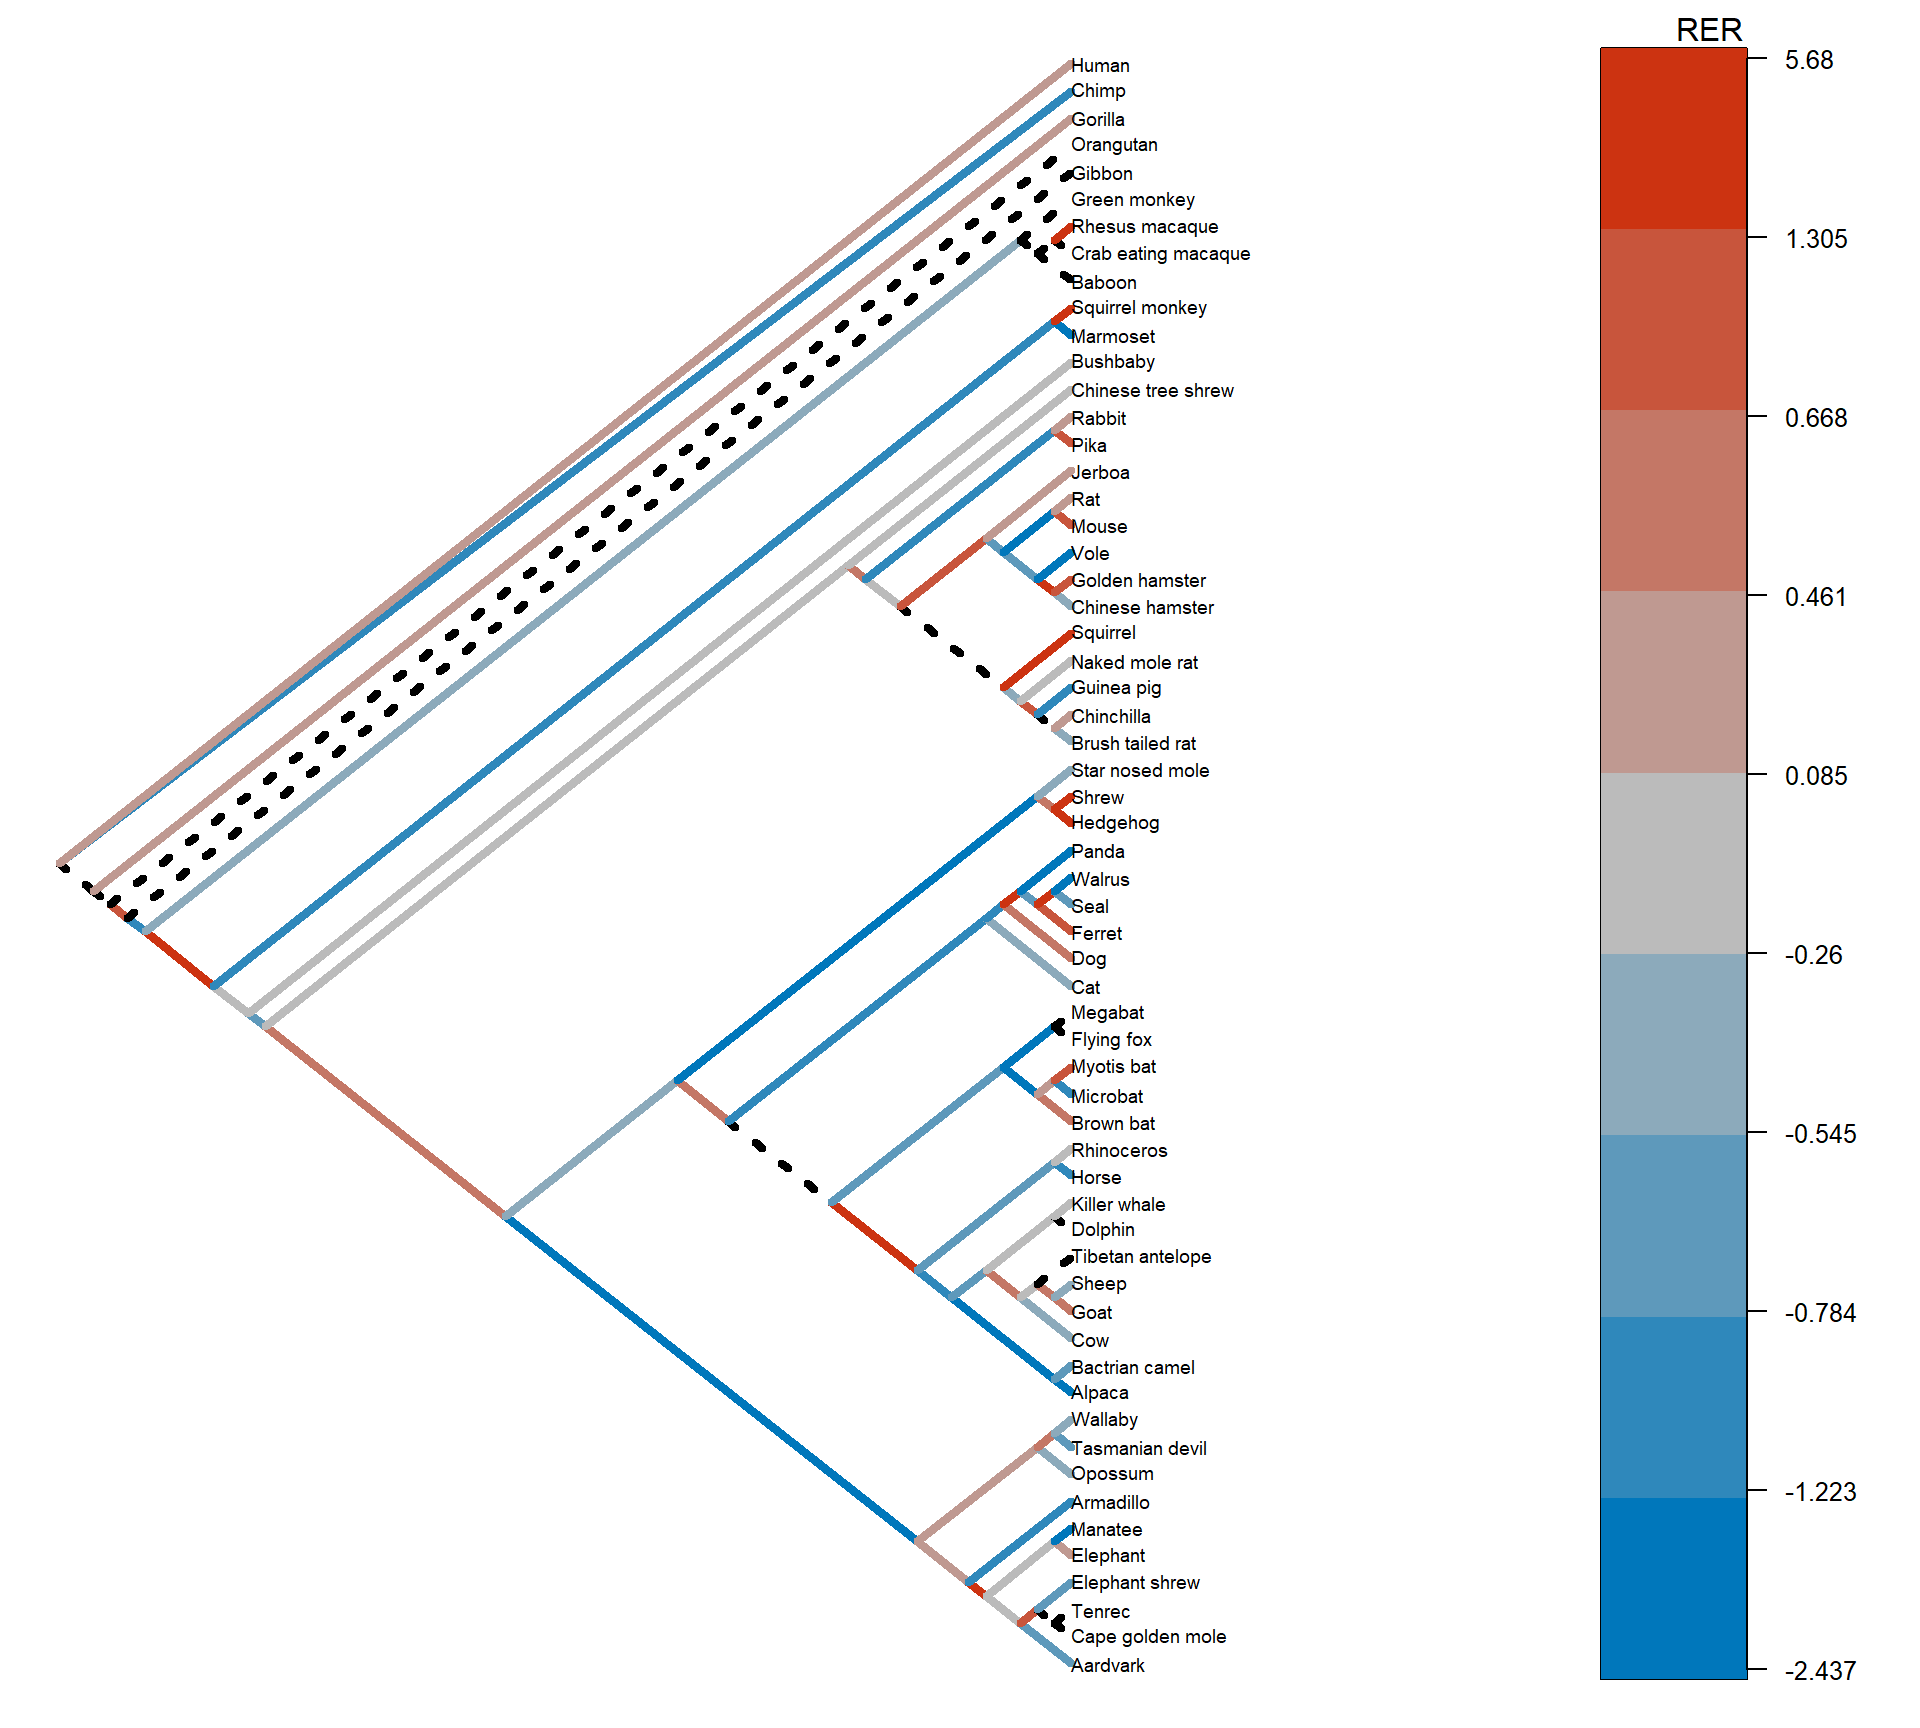 RER
Human
Chimp
Gorilla
Orangutan
Gibbon
Green monkey
Rhesus macaque
Crab eating macaque
Baboon
Squirrel monkey
Marmoset
Bushbaby
Chinese tree shrew
Rabbit
Pika
Jerboa
Rat
Mouse
Vole
Golden hamster
Chinese hamster
Squirrel
Naked mole rat
Guinea pig
Chinchilla
Brush tailed rat
Star nosed mole
Shrew
Hedgehog
Panda
Walrus
Seal
Ferret
Dog
Cat
Megabat
Flying fox
Myotis bat
Microbat
Brown bat
Rhinoceros
Horse
Killer whale
Dolphin
Tibetan antelope
Sheep
Goat
Cow
Bactrian camel
Alpaca
Wallaby
Tasmanian devil
Opossum
Armadillo
Manatee
Elephant
Elephant shrew
Tenrec
Cape golden mole
Aardvark
5.68
1.305
0.668
0.461
0.085
-0.26
-0.545
-0.784
-1.223
-2.437